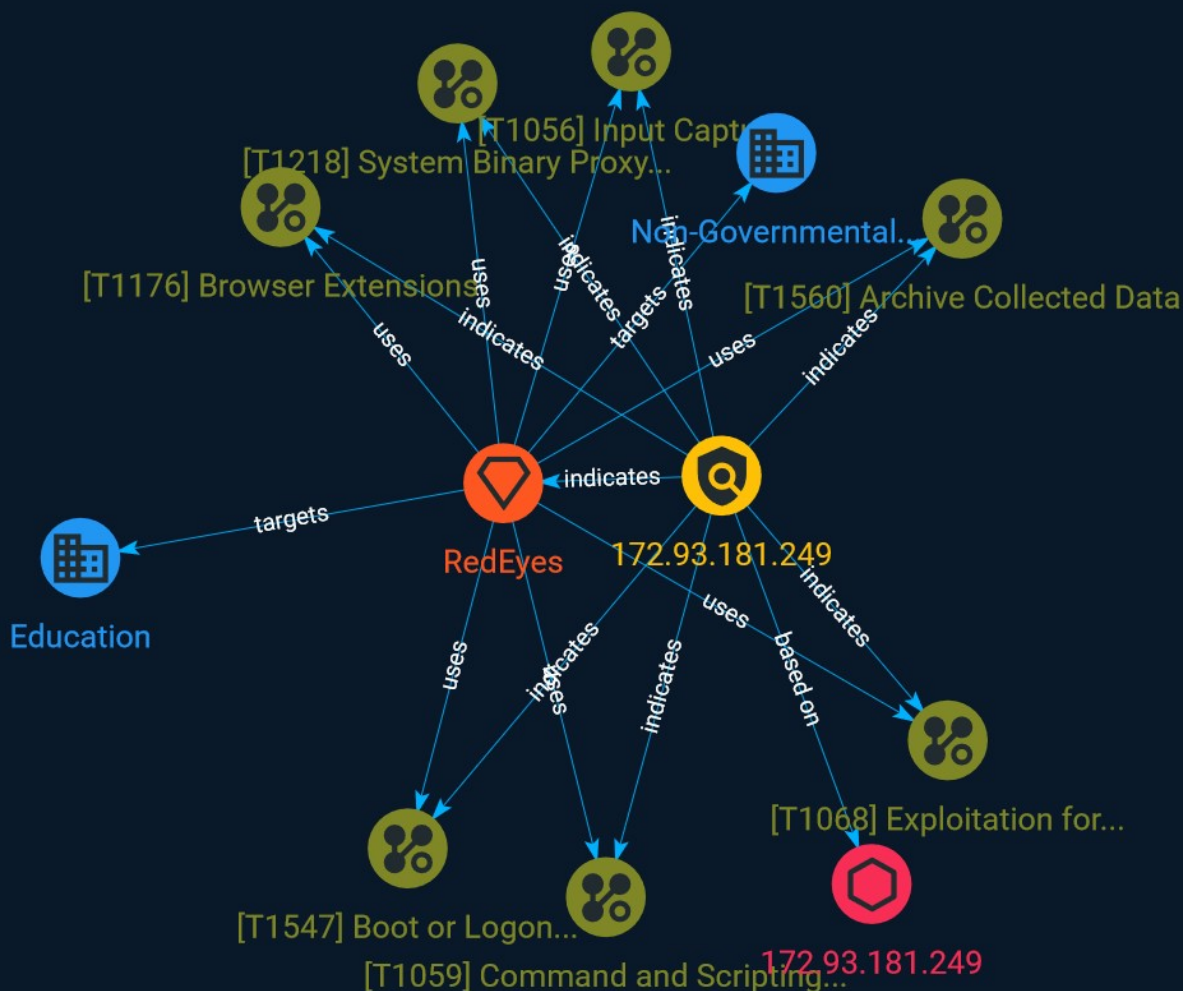 [T1056] Input Captu
[T1218] System Binary Proxy...
Non-Governmental...
[T1176] Browser Extensions
[T1560] Archive Collected Data
uses
uses
indicates
indicates
targets
indicates
uses
uses
indicates
indicates
targets
RedEyes
172.93.181.249
Education
uses
indicates
indicates
uses
indicates
uses
based on
[T1068] Exploitation for...
[T1547] Boot or Logon...
[T1059] Command and Scripting...
172.93.181.249